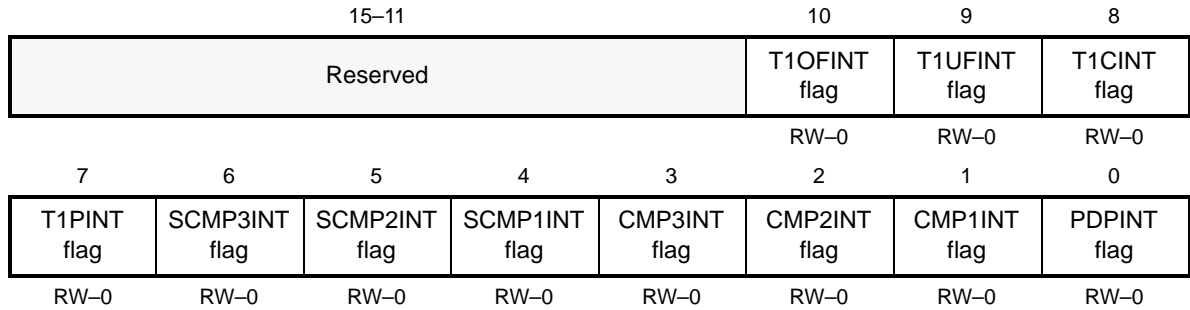 15–11 10 9 8
Reserved T1OFINT flag T1UFINT flag T1CINT flag
RW–0 RW–0 RW–0
7 6 5 4 3 2 1 0
T1PINT flag SCMP3INT flag SCMP2INT flag SCMP1INT flag CMP3INT flag CMP2INT flag CMP1INT flag PDPINT flag
RW–0 RW–0 RW–0 RW–0 RW–0 RW–0 RW–0 RW–0